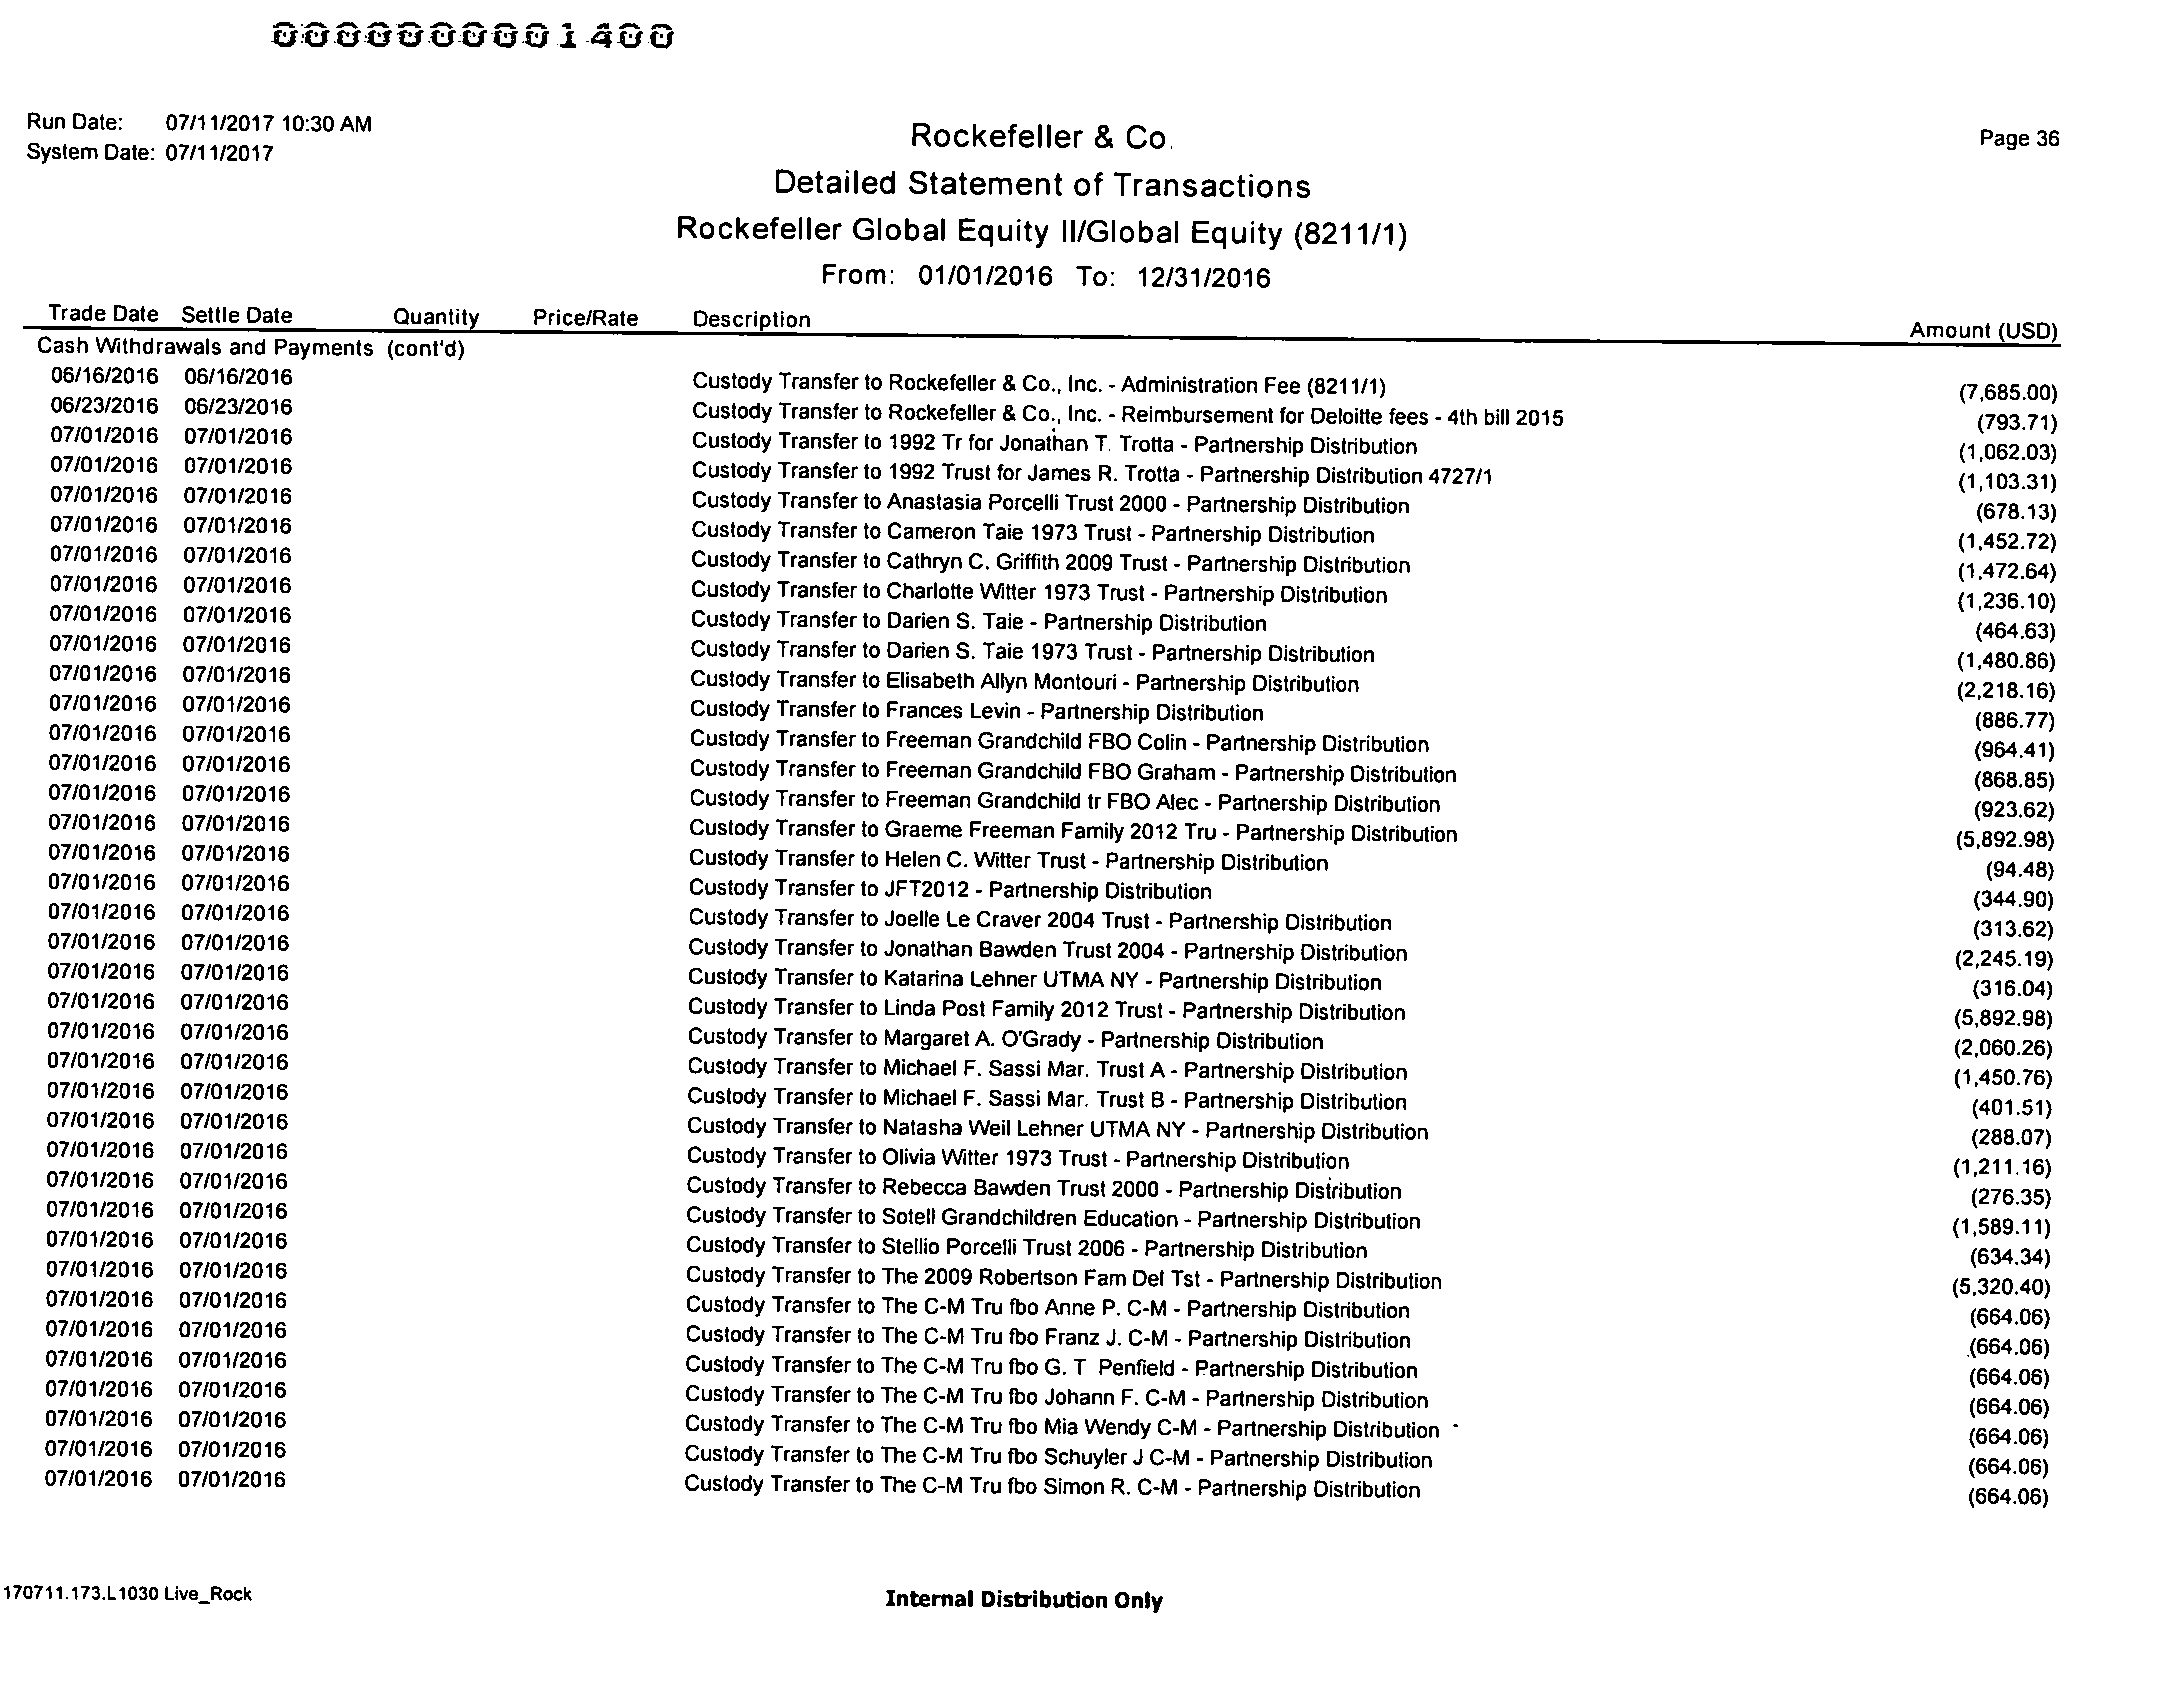 000000001400
Run Date: 07/11/2017 10:30 AM
System Date: 07/11/2017
Rockefeller & Co.
Page 36
Detailed Statement of Transactions
Rockefeller Global Equity II/Global Equity (8211/1)
From: 01/01/2016 To: 12/31/2016
Trade Date Settle Date Quantity Price/Rate Description Amount (USD)
Cash Withdrawals and Payments (cont'd)
06/16/2016 06/16/2016 Custody Transfer to Rockefeller & Co., Inc. - Administration Fee (8211/1) (7,685.00)
06/23/2016 06/23/2016 Custody Transfer to Rockefeller & Co., Inc. - Reimbursement for Deloitte fees - 4th bill 2015 (793.71)
07/01/2016 07/01/2016 Custody Transfer to 1992 Tr for Jonathan T. Trotta - Partnership Distribution (1,062.03)
07/01/2016 07/01/2016 Custody Transfer to 1992 Trust for James R. Trotta - Partnership Distribution 4727/1 (1,103.31)
07/01/2016 07/01/2016 Custody Transfer to Anastasia Porcelli Trust 2000 - Partnership Distribution (678.13)
07/01/2016 07/01/2016 Custody Transfer to Cameron Taie 1973 Trust - Partnership Distribution (1,452.72)
07/01/2016 07/01/2016 Custody Transfer to Cathryn C. Griffith 2009 Trust - Partnership Distribution (1,472.64)
07/01/2016 07/01/2016 Custody Transfer to Charlotte Witter 1973 Trust - Partnership Distribution (1,236.10)
07/01/2016 07/01/2016 Custody Transfer to Darien S. Taie - Partnership Distribution (464.63)
07/01/2016 07/01/2016 Custody Transfer to Darien S. Taie 1973 Trust - Partnership Distribution (1,480.86)
07/01/2016 07/01/2016 Custody Transfer to Elisabeth Allyn Montouri - Partnership Distribution (2,218.16)
07/01/2016 07/01/2016 Custody Transfer to Frances Levin - Partnership Distribution (886.77)
07/01/2016 07/01/2016 Custody Transfer to Freeman Grandchild FBO Colin - Partnership Distribution (964.41)
07/01/2016 07/01/2016 Custody Transfer to Freeman Grandchild FBO Graham - Partnership Distribution (868.85)
07/01/2016 07/01/2016 Custody Transfer to Freeman Grandchild tr FBO Alec - Partnership Distribution (923.62)
07/01/2016 07/01/2016 Custody Transfer to Graeme Freeman Family 2012 Tru - Partnership Distribution (5,892.98)
07/01/2016 07/01/2016 Custody Transfer to Helen C. Witter Trust - Partnership Distribution (94.48)
07/01/2016 07/01/2016 Custody Transfer to JFT2012 - Partnership Distribution (344.90)
07/01/2016 07/01/2016 Custody Transfer to Joelle Le Craver 2004 Trust - Partnership Distribution (313.62)
07/01/2016 07/01/2016 Custody Transfer to Jonathan Bawden Trust 2004 - Partnership Distribution (2,245.19)
07/01/2016 07/01/2016 Custody Transfer to Katarina Lehner UTMA NY - Partnership Distribution (316.04)
07/01/2016 07/01/2016 Custody Transfer to Linda Post Family 2012 Trust - Partnership Distribution (5,892.98)
07/01/2016 07/01/2016 Custody Transfer to Margaret A. O'Grady - Partnership Distribution (2,060.26)
07/01/2016 07/01/2016 Custody Transfer to Michael F. Sassi Mar. Trust A - Partnership Distribution (1,450.76)
07/01/2016 07/01/2016 Custody Transfer to Michael F. Sassi Mar. Trust B - Partnership Distribution (401.51)
07/01/2016 07/01/2016 Custody Transfer to Natasha Weil Lehner UTMA NY - Partnership Distribution (288.07)
07/01/2016 07/01/2016 Custody Transfer to Olivia Witter 1973 Trust - Partnership Distribution (1,211.16)
07/01/2016 07/01/2016 Custody Transfer to Rebecca Bawden Trust 2000 - Partnership Distribution (276.35)
07/01/2016 07/01/2016 Custody Transfer to Sotell Grandchildren Education - Partnership Distribution (1,589.11)
07/01/2016 07/01/2016 Custody Transfer to Stellio Porcelli Trust 2006 - Partnership Distribution (634.34)
07/01/2016 07/01/2016 Custody Transfer to The 2009 Robertson Fam Del Tst - Partnership Distribution (5,320.40)
07/01/2016 07/01/2016 Custody Transfer to The C-M Tru fbo Anne P. C-M - Partnership Distribution (664.06)
07/01/2016 07/01/2016 Custody Transfer to The C-M Tru fbo Franz J. C-M - Partnership Distribution (664.06)
07/01/2016 07/01/2016 Custody Transfer to The C-M Tru fbo G. T Penfield - Partnership Distribution (664.06)
07/01/2016 07/01/2016 Custody Transfer to The C-M Tru fbo Johann F. C-M - Partnership Distribution (664.06)
07/01/2016 07/01/2016 Custody Transfer to The C-M Tru fbo Mia Wendy C-M - Partnership Distribution (664.06)
07/01/2016 07/01/2016 Custody Transfer to The C-M Tru fbo Schuyler J C-M - Partnership Distribution (664.06)
07/01/2016 07/01/2016 Custody Transfer to The C-M Tru fbo Simon R. C-M - Partnership Distribution (664.06)
170711.173.L1030 Live_Rock
Internal Distribution Only